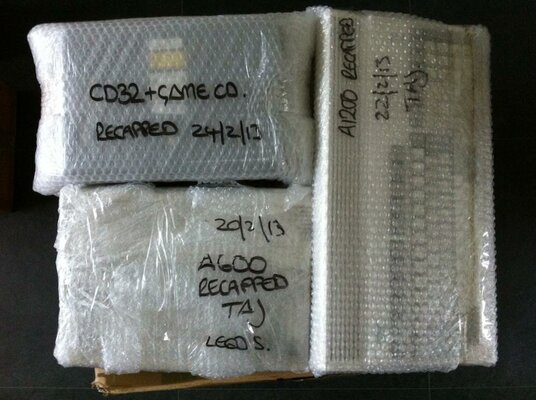 CD32 + GAME CD.
RECAPPED 24/2/13
20/2/13
A600
RECAPPED
TAJ
LEEDS.
A1200 RECAPPED
22/2/13
TAJ